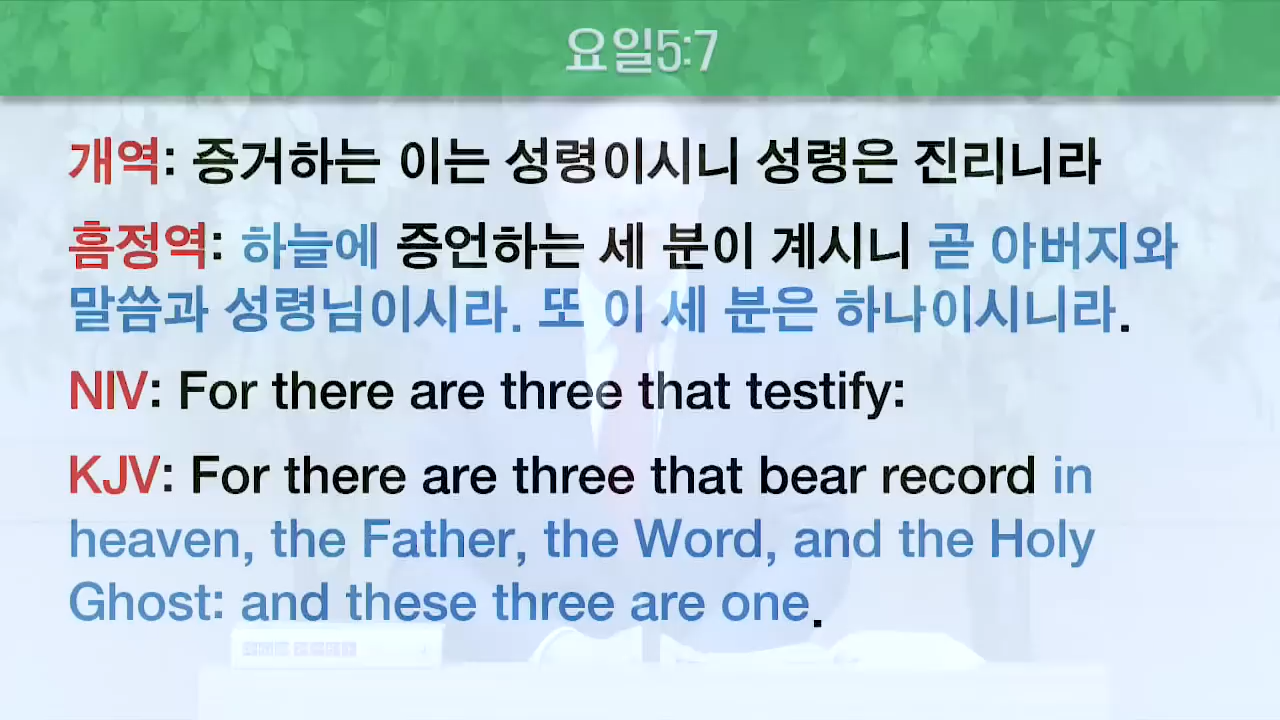 요일5:7
개역: 증거하는 이는 성령이시니 성령은 진리니라
흠정역: 하늘에 증언하는 세 분이 계시니 곧 아버지와
말씀과 성령님이시라. 또 이 세 분은 하나이시니라.
NIV: For there are three that testify:
KJV: For there are three that bear record in
heaven, the Father, the Word, and the Holy
Ghost: and these three are one.